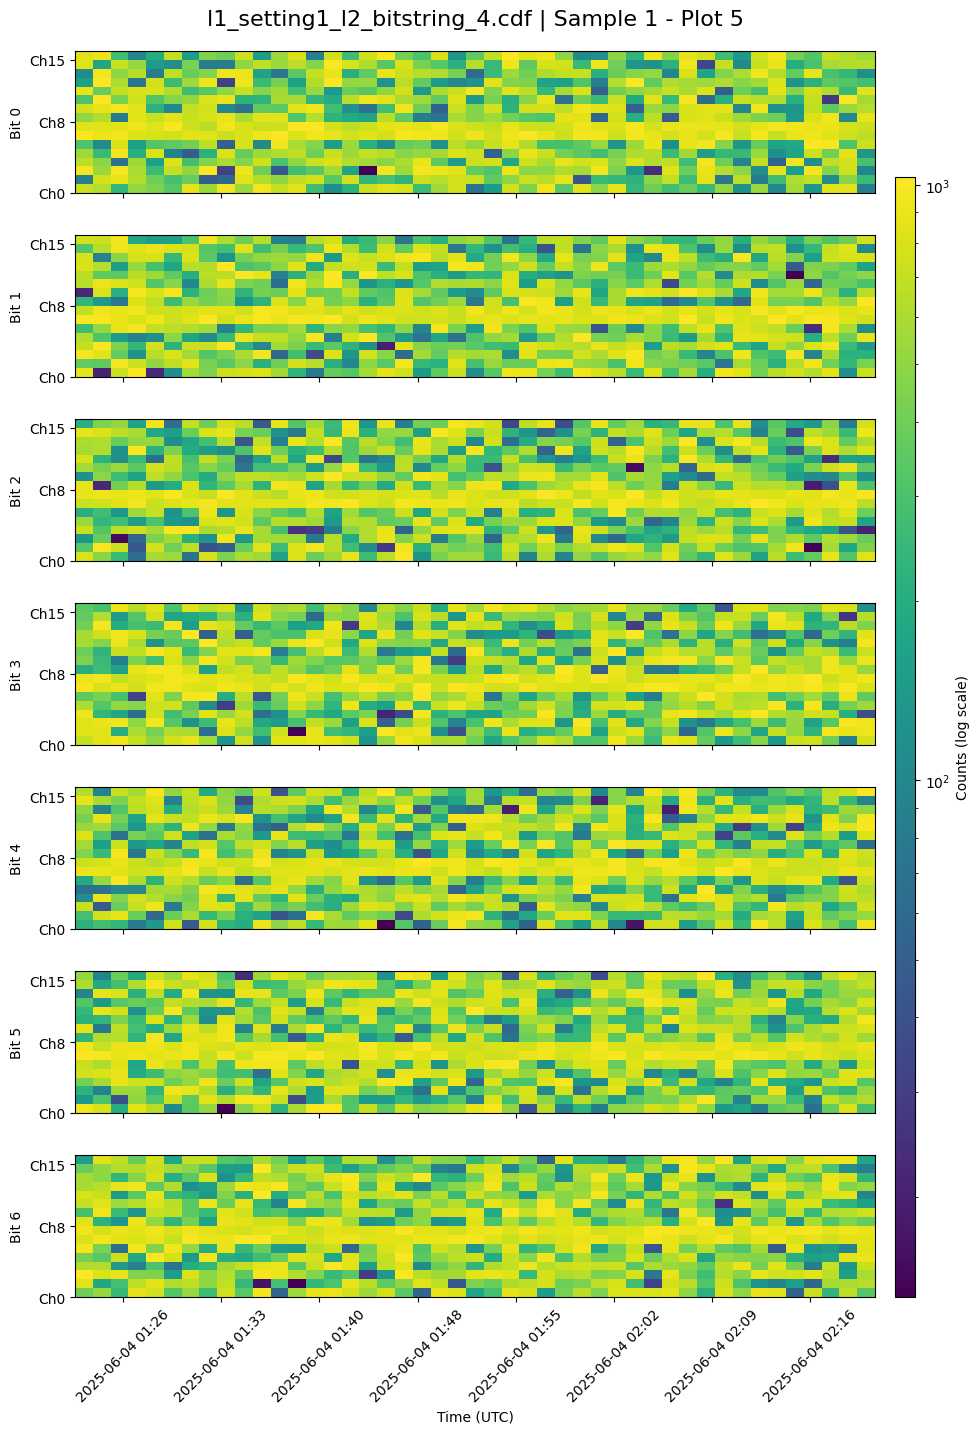 l1_setting1_l2_bitstring_4.cdf | Sample 1 - Plot 5
Bit 0
Ch15
Ch8
Ch0
Bit 1
Ch15
Ch8
Ch0
Bit 2
Ch15
Ch8
Ch0
Bit 3
Ch15
Ch8
Ch0
Bit 4
Ch15
Ch8
Ch0
Bit 5
Ch15
Ch8
Ch0
Bit 6
Ch15
Ch8
Ch0
2025-06-04 01:26
2025-06-04 01:33
2025-06-04 01:40
2025-06-04 01:48
2025-06-04 01:55
2025-06-04 02:02
2025-06-04 02:09
2025-06-04 02:16
Time (UTC)
10³
10²
Counts (log scale)